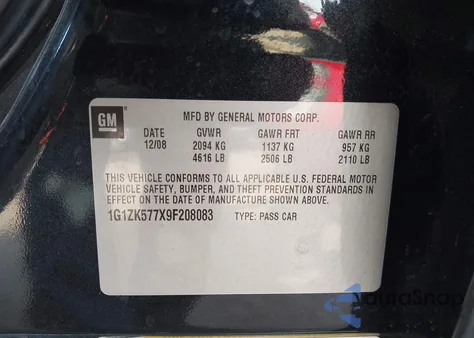 GM
MFD BY GENERAL MOTORS CORP.
DATE GVWR GAWR FRT GAWR RR
12/08 2094 KG 1137 KG 957 KG
4616 LB 2506 LB 2110 LB
THIS VEHICLE CONFORMS TO ALL APPLICABLE U.S. FEDERAL MOTOR
VEHICLE SAFETY, BUMPER, AND THEFT PREVENTION STANDARDS IN
EFFECT ON THE DATE OF MANUFACTURE SHOWN ABOVE.
1G1ZK577X9F208083 TYPE: PASS CAR